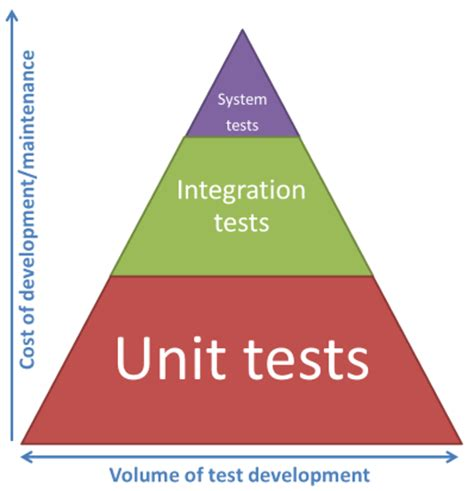 Cost of development/maintenance
System
tests
Integration
tests
Unit tests
Volume of test development